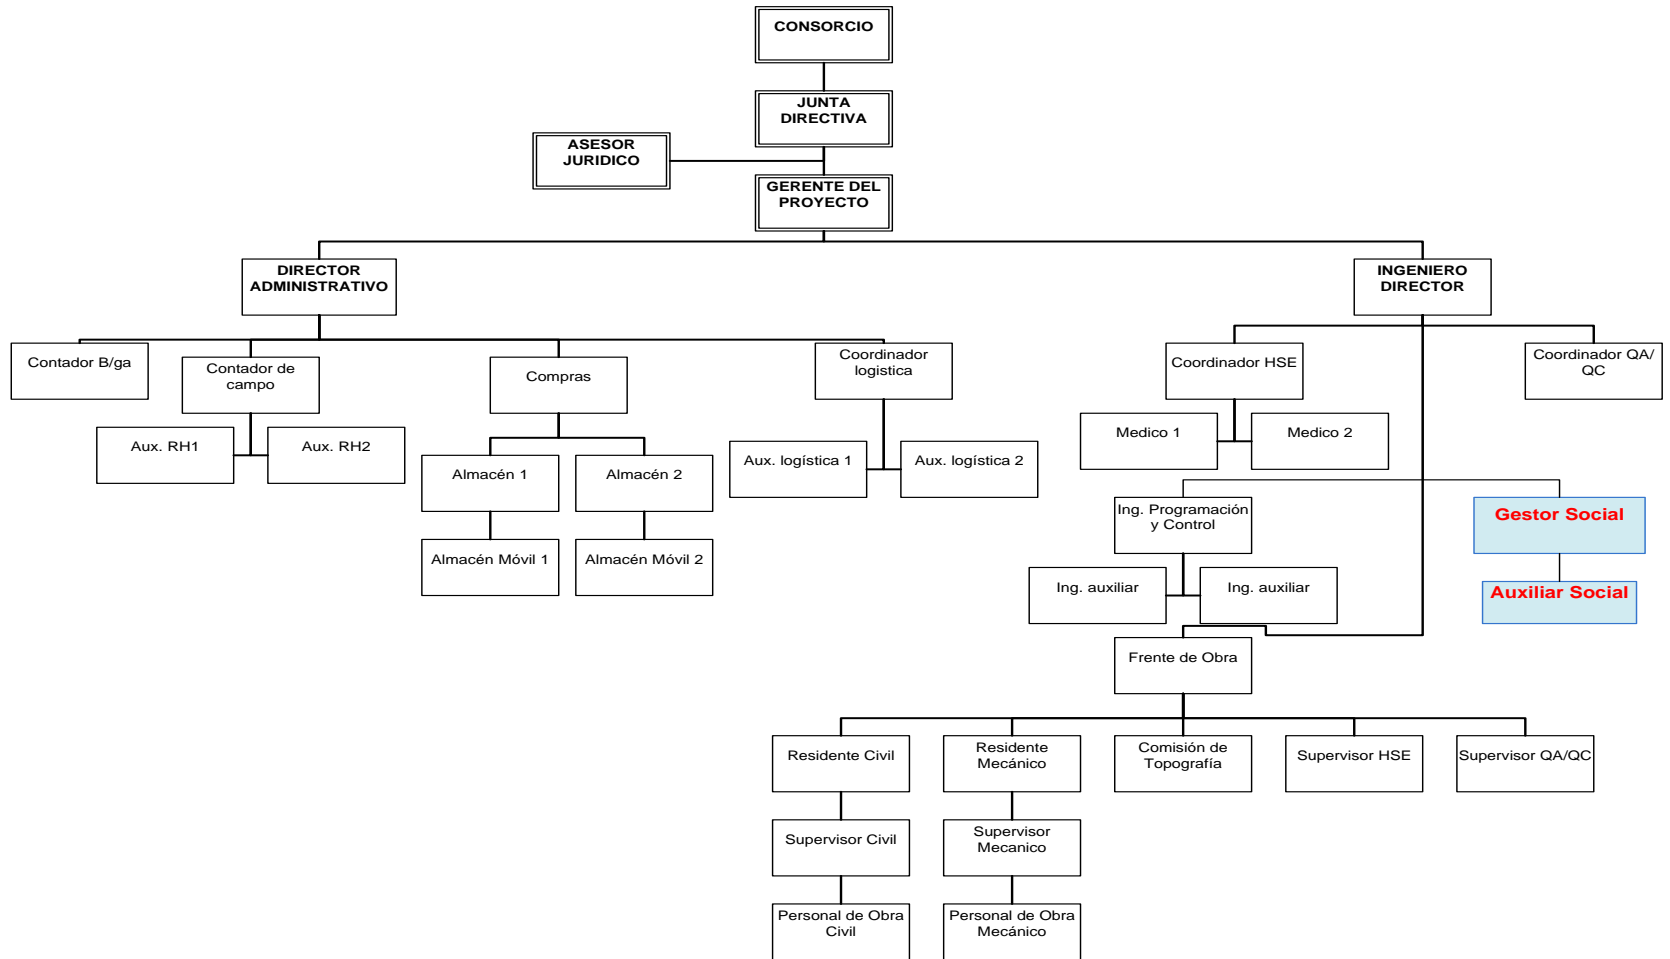 CONSORCIO
JUNTA
DIRECTIVA
ASESOR
JURIDICO
GERENTE DEL
PROYECTO
DIRECTOR
ADMINISTRATIVO
INGENIERO
DIRECTOR
Contador B/ga
Contador de
campo
Compras
Coordinador
logistica
Coordinador HSE
Coordinador QA/
QC
Aux. RH1
Aux. RH2
Almacén 1
Almacén 2
Aux. logística 1
Aux. logística 2
Medico 1
Medico 2
Almacén Móvil 1
Almacén Móvil 2
Ing. Programación
y Control
Gestor Social
Ing. auxiliar
Ing. auxiliar
Auxiliar Social
Frente de Obra
Residente Civil
Residente
Mecánico
Comisión de
Topografía
Supervisor HSE
Supervisor QA/QC
Supervisor Civil
Supervisor
Mecanico
Personal de Obra
Civil
Personal de Obra
Mecánico